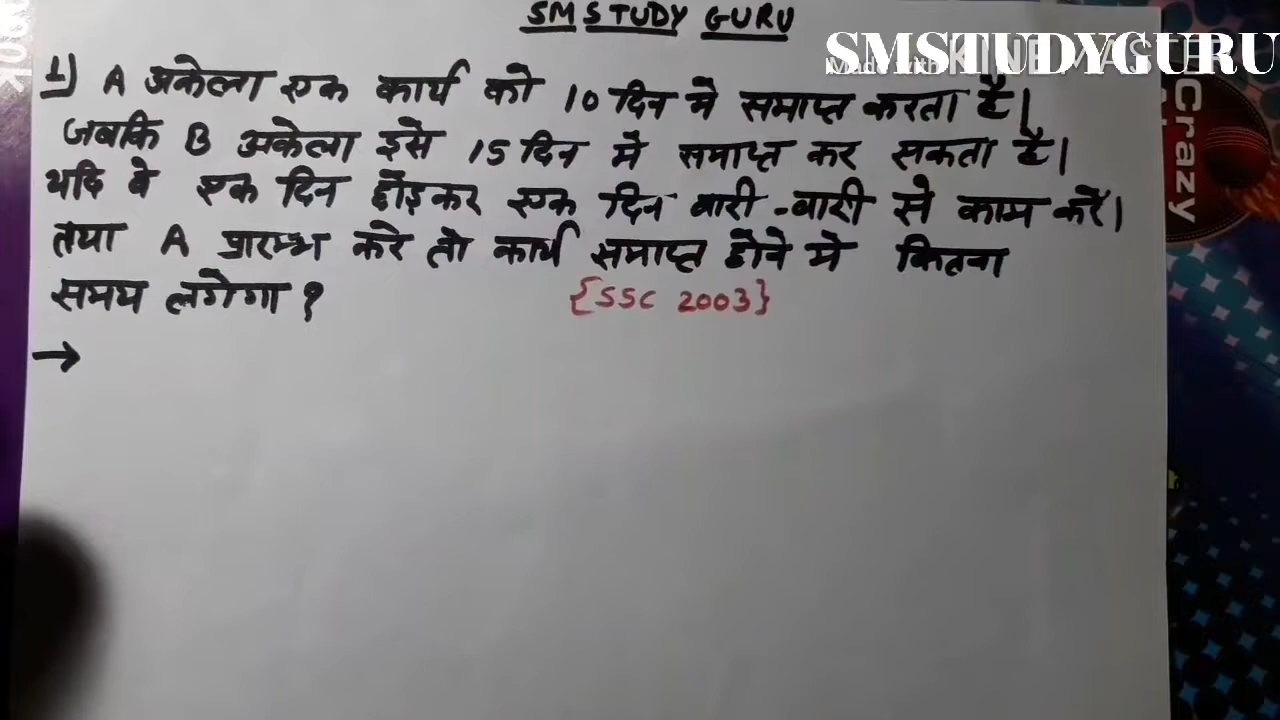 SM STUDY GURU
SMSTUDYGURU
1) A अकेला एक कार्य को 10 दिन मे समाप्त करता है।
जबकि B अकेला इसे 15 दिन मे समाप्त कर सकता है।
यदि वे एक दिन छोड़कर एक दिन बारी-बारी से काम करें।
तथा A प्रारम्भ करे तो कार्य समाप्त होने मे कितना
समय लगेगा ?
{SSC 2003}
→
Crazy